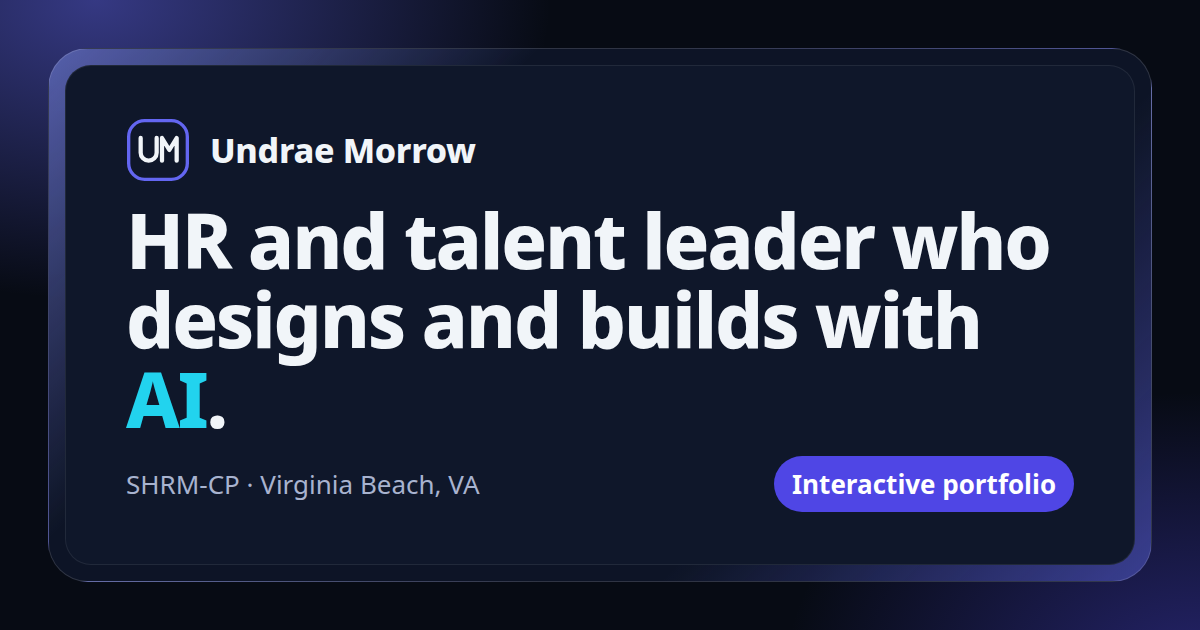 UM
Undrae Morrow
HR and talent leader who
designs and builds with
AI.
SHRM-CP · Virginia Beach, VA
Interactive portfolio